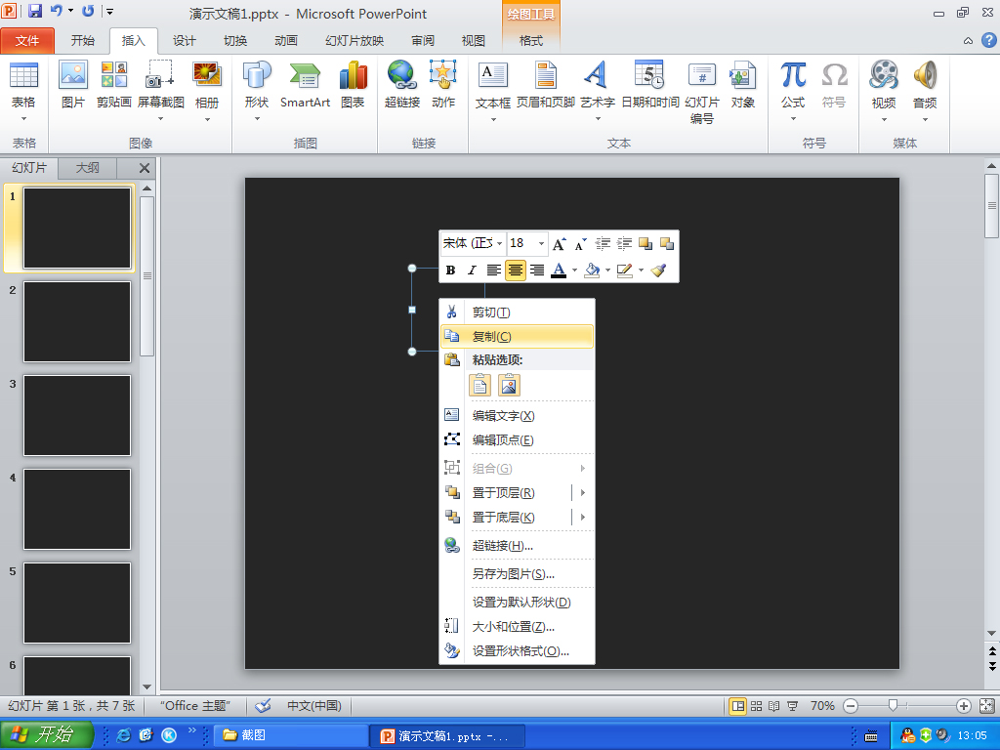 演示文稿1.pptx - Microsoft PowerPoint
绘图工具
文件 开始 插入 设计 切换 动画 幻灯片放映 审阅 视图 格式
表格 图片 剪贴画 屏幕截图 相册 形状 SmartArt 图表 超链接 动作 文本框 页眉和页脚 艺术字 日期和时间 幻灯片编号 对象 公式 符号 视频 音频
表格 图像 插图 链接 文本 符号 媒体
幻灯片 大纲
1
2
3
4
5
6
宋体 (正文 18
B I A
剪切(T)
复制(C)
粘贴选项:
编辑文字(X)
编辑顶点(E)
组合(G)
置于顶层(R)
置于底层(K)
超链接(H)...
另存为图片(S)...
设置为默认形状(D)
大小和位置(Z)...
设置形状格式(O)...
幻灯片 第 1 张，共 7 张 "Office 主题" 中文(中国) 70%
开始 截图 演示文稿1.pptx -... 13:05